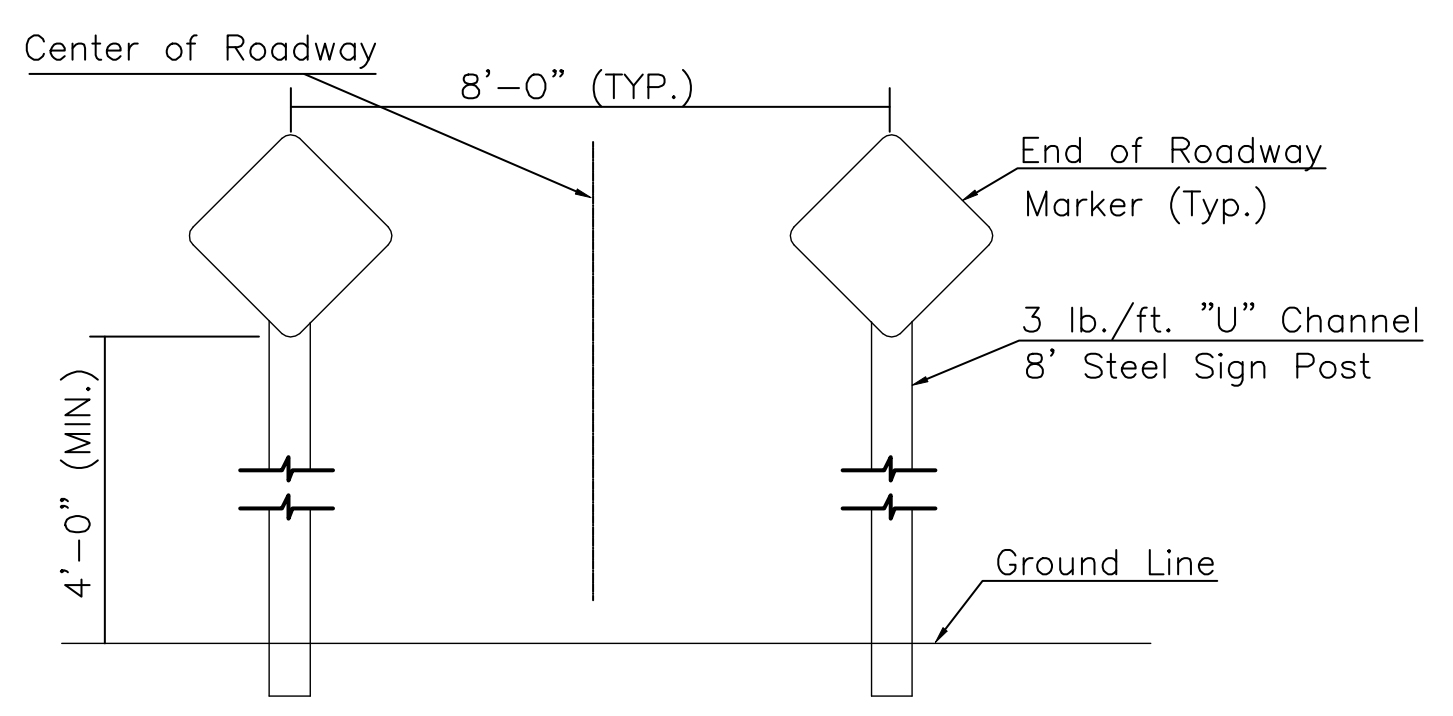 Center of Roadway
8'-0" (TYP.)
End of Roadway
Marker (Typ.)
3 lb./ft. "U" Channel
8' Steel Sign Post
4'-0" (MIN.)
Ground Line